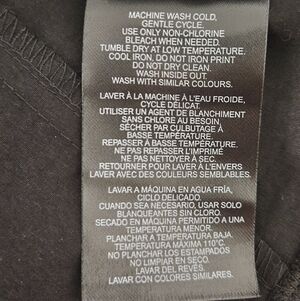 MACHINE WASH COLD,
GENTLE CYCLE.
USE ONLY NON-CHLORINE
BLEACH WHEN NEEDED.
TUMBLE DRY AT LOW TEMPERATURE.
COOL IRON, DO NOT IRON PRINT
DO NOT DRY CLEAN.
WASH INSIDE OUT.
WASH WITH SIMILAR COLOURS.
LAVER À LA MACHINE À L'EAU FROIDE,
CYCLE DÉLICAT.
UTILISER UN AGENT DE BLANCHIMENT
SANS CHLORE AU BESOIN.
SÉCHER PAR CULBUTAGE À
BASSE TEMPÉRATURE.
REPASSER À BASSE TEMPÉRATURE.
NE PAS REPASSER L'IMPRIMÉ
NE PAS NETTOYER À SEC.
RETOURNER POUR LAVER À L'ENVERS
LAVER AVEC DES COULEURS SEMBLABLES.
LAVAR A MÁQUINA EN AGUA FRÍA,
CICLO DELICADO.
CUANDO SEA NECESARIO, USAR SOLO
BLANQUEANTES SIN CLORO.
SECADO EN MÁQUINA PERMITIDO A UNA
TEMPERATURA MENOR.
PLANCHAR A TEMPERATURA BAJA.
TEMPERATURA MÁXIMA 110°C
NO PLANCHAR LOS ESTAMPADOS
NO LIMPIAR EN SECO.
LAVAR DEL REVÉS.
LAVAR CON COLORES SIMILARES.